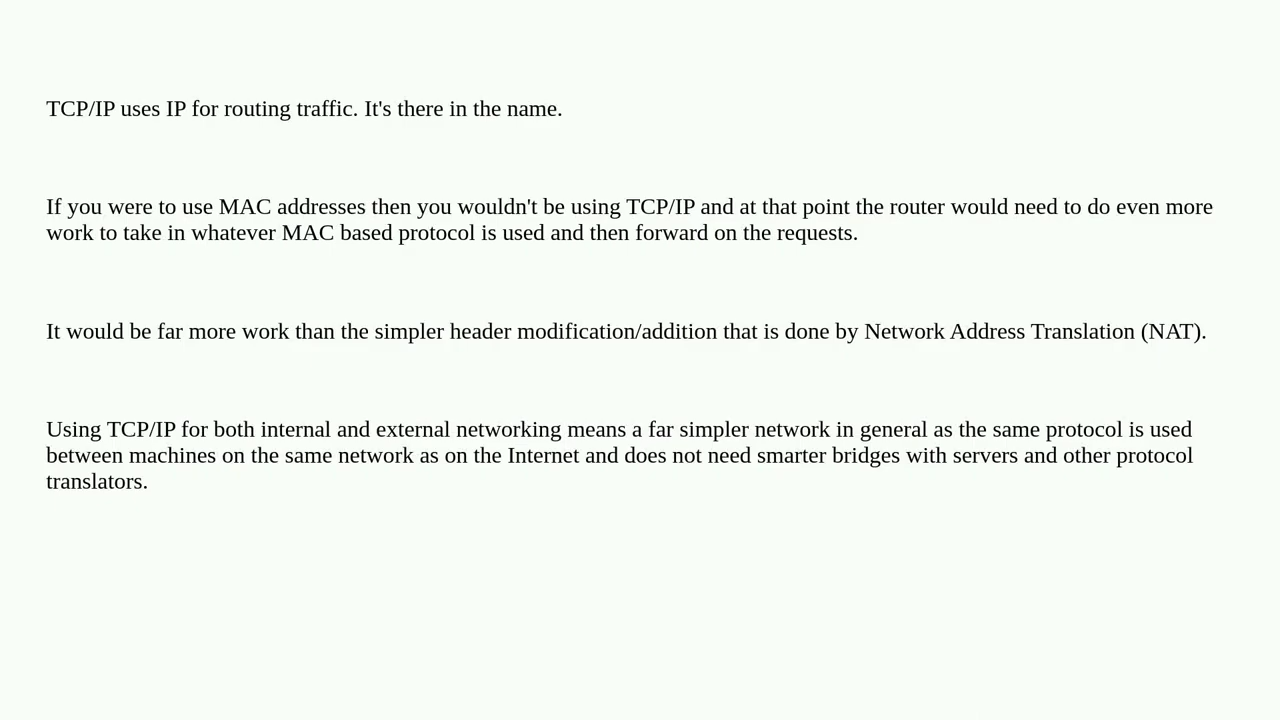 TCP/IP uses IP for routing traffic. It's there in the name.
If you were to use MAC addresses then you wouldn't be using TCP/IP and at that point the router would need to do even more
work to take in whatever MAC based protocol is used and then forward on the requests.
It would be far more work than the simpler header modification/addition that is done by Network Address Translation (NAT).
Using TCP/IP for both internal and external networking means a far simpler network in general as the same protocol is used
between machines on the same network as on the Internet and does not need smarter bridges with servers and other protocol
translators.